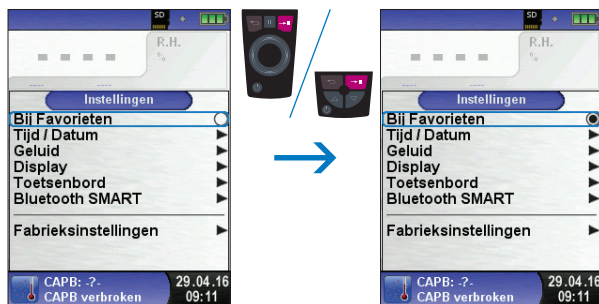 SD
R.H.
%
Instellingen
Bij Favorieten
Tijd / Datum
Geluid
Display
Toetsenbord
Bluetooth SMART
Fabrieksinstellingen
CAPB: -?-
CAPB verbroken
29.04.16
09:11
SD
R.H.
%
Instellingen
Bij Favorieten
Tijd / Datum
Geluid
Display
Toetsenbord
Bluetooth SMART
Fabrieksinstellingen
CAPB: -?-
CAPB verbroken
29.04.16
09:11